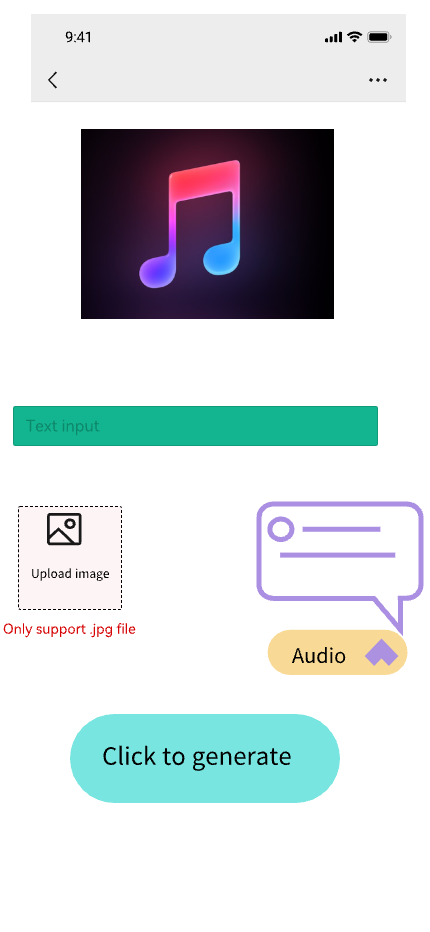 9:41
Text input
Upload image
Only support .jpg file
Audio
Click to generate